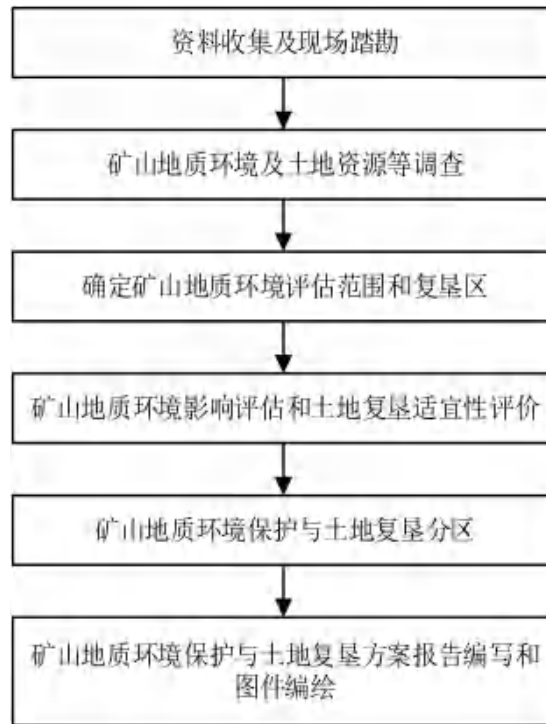 资料收集及现场踏勘
矿山地质环境及土地资源等调查
确定矿山地质环境评估范围和复垦区
矿山地质环境影响评估和土地复垦适宜性评价
矿山地质环境保护与土地复垦分区
矿山地质环境保护与土地复垦方案报告编写和
图件编绘